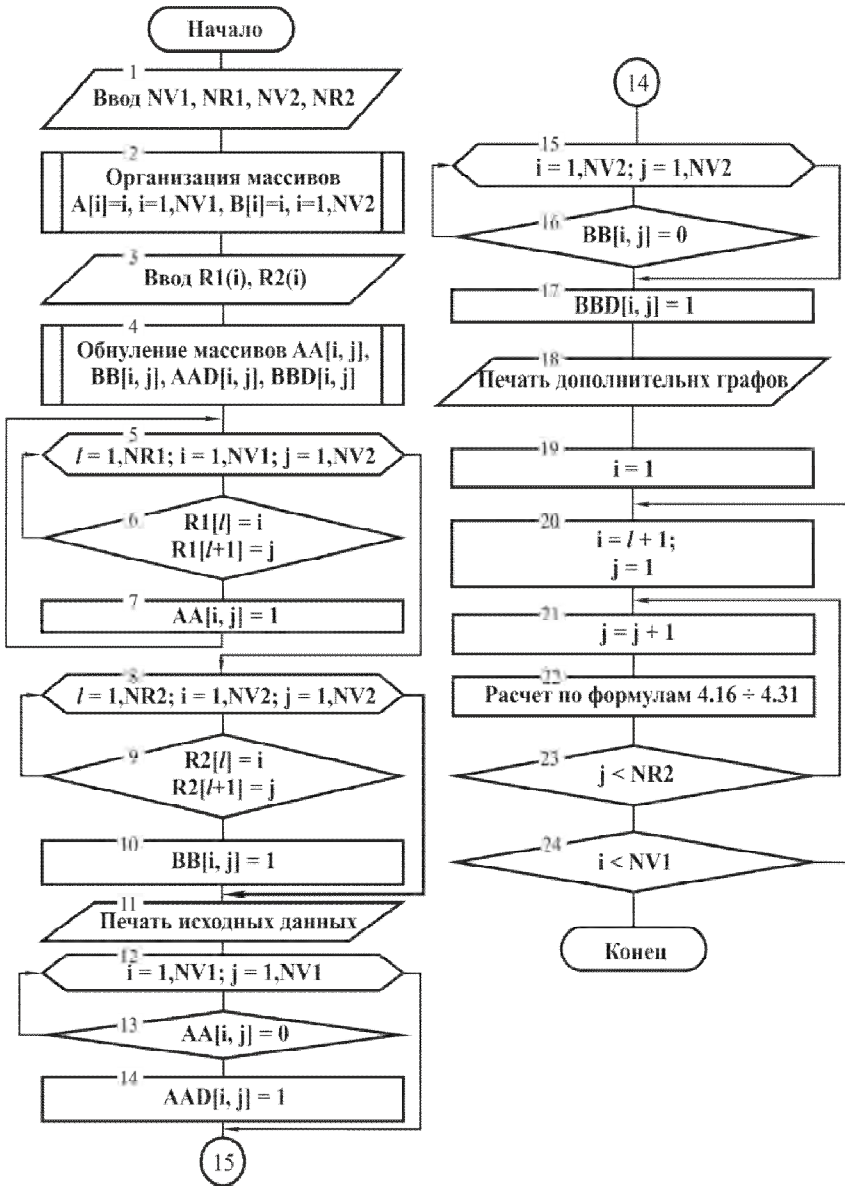 Начало
1
Ввод NV1, NR1, NV2, NR2
2
Организация массивов
A[i]=i, i=1,NV1, B[i]=i, i=1,NV2
3
Ввод R1(i), R2(i)
4
Обнуление массивов AA[i, j],
BB[i, j], AAD[i, j], BBD[i, j]
5
l = 1,NR1; i = 1,NV1; j = 1,NV2
6
R1[l] = i
R1[l+1] = j
7
AA[i, j] = 1
8
l = 1,NR2; i = 1,NV2; j = 1,NV2
9
R2[l] = i
R2[l+1] = j
10
BB[i, j] = 1
11
Печать исходных данных
12
i = 1,NV1; j = 1,NV1
13
AA[i, j] = 0
14
AAD[i, j] = 1
15
14
15
i = 1,NV2; j = 1,NV2
16
BB[i, j] = 0
17
BBD[i, j] = 1
18
Печать дополнительнх графов
19
i = 1
20
i = l + 1;
j = 1
21
j = j + 1
22
Расчет по формулам 4.16 ÷ 4.31
23
j < NR2
24
i < NV1
Конец